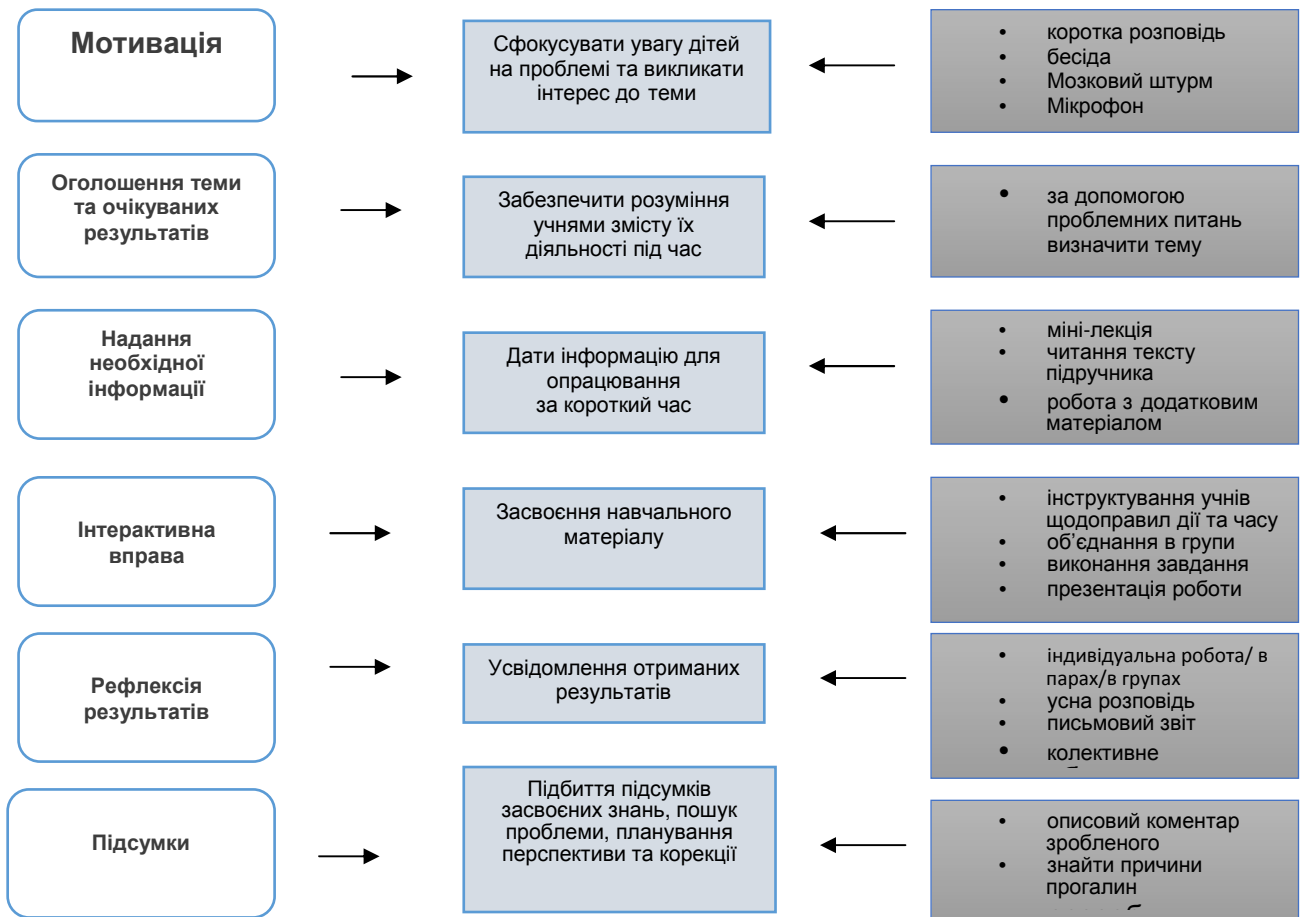 Мотивація
Сфокусувати увагу дітей
на проблемі та викликати
інтерес до теми
• коротка розповідь
• бесіда
• Мозковий штурм
• Мікрофон
Оголошення теми
та очікуваних
результатів
Забезпечити розуміння
учнями змісту їх
діяльності під час
• за допомогою
проблемних питань
визначити тему
Надання
необхідної
інформації
Дати інформацію для
опрацювання
за короткий час
• міні-лекція
• читання тексту
підручника
• робота з додатковим
матеріалом
Інтерактивна
вправа
Засвоєння навчального
матеріалу
• інструктування учнів
щодоправил дії та часу
• об’єднання в групи
• виконання завдання
• презентація роботи
Рефлексія
результатів
Усвідомлення отриманих
результатів
• індивідуальна робота/ в
парах/в групах
• усна розповідь
• письмовий звіт
• колективне
Підсумки
Підбиття підсумків
засвоєних знань, пошук
проблеми, планування
перспективи та корекції
• описовий коментар
зробленого
• знайти причини
прогалин